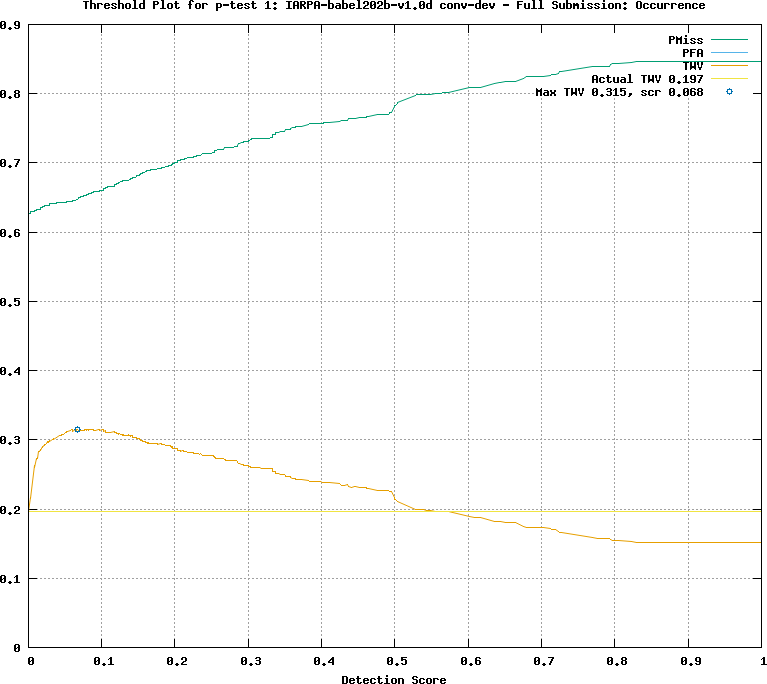 Threshold Plot for p-test 1: IARPA-babel202b-v1.0d conv-dev - Full Submission: Occurrence
0.9
PMiss
PFA
TWV
Actual TWV 0.197
Max TWV 0.315, scr 0.068
0.8
0.7
0.6
0.5
0.4
0.3
0.2
0.1
0
0 0.1 0.2 0.3 0.4 0.5 0.6 0.7 0.8 0.9 1
Detection Score